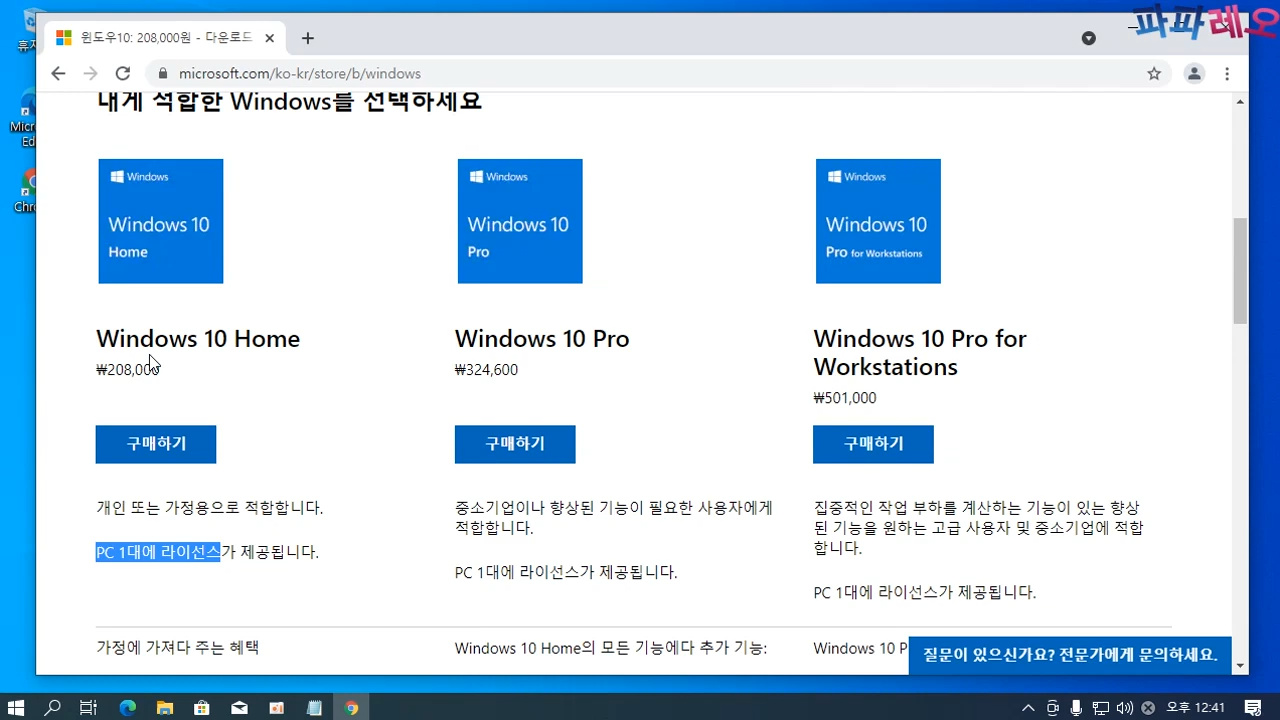 파파레오
휴지
윈도우10: 208,000원 - 다운로드
microsoft.com/ko-kr/store/b/windows
Micr
Ed
Chr
내게 적합한 Windows를 선택하세요
Windows
Windows 10
Home
Windows
Windows 10
Pro
Windows
Windows 10
Pro for Workstations
Windows 10 Home
₩208,000
구매하기
개인 또는 가정용으로 적합합니다.
PC 1대에 라이선스가 제공됩니다.
Windows 10 Pro
₩324,600
구매하기
중소기업이나 향상된 기능이 필요한 사용자에게
적합합니다.
PC 1대에 라이선스가 제공됩니다.
Windows 10 Pro for
Workstations
₩501,000
구매하기
집중적인 작업 부하를 계산하는 기능이 있는 향상
된 기능을 원하는 고급 사용자 및 중소기업에 적합
합니다.
PC 1대에 라이선스가 제공됩니다.
가정에 가져다 주는 혜택
Windows 10 Home의 모든 기능에다 추가 기능:
Windows 10 P
질문이 있으신가요? 전문가에게 문의하세요.
오후 12:41